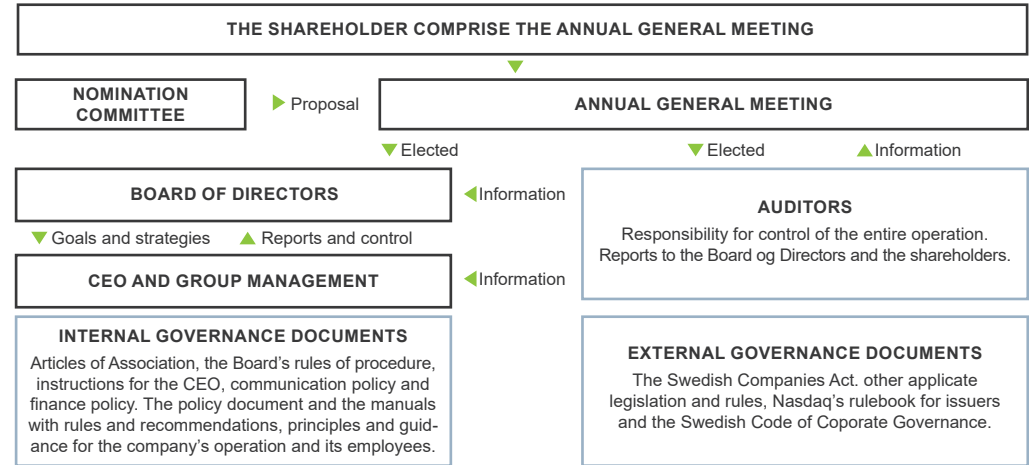 THE SHAREHOLDER COMPRISE THE ANNUAL GENERAL MEETING
NOMINATION
COMMITTEE
Proposal
ANNUAL GENERAL MEETING
Elected
Elected
Information
BOARD OF DIRECTORS
Information
Goals and strategies
Reports and control
CEO AND GROUP MANAGEMENT
Information
AUDITORS
Responsibility for control of the entire operation.
Reports to the Board og Directors and the shareholders.
INTERNAL GOVERNANCE DOCUMENTS
Articles of Association, the Board’s rules of procedure,
instructions for the CEO, communication policy and
finance policy. The policy document and the manuals
with rules and recommendations, principles and guid-
ance for the company’s operation and its employees.
EXTERNAL GOVERNANCE DOCUMENTS
The Swedish Companies Act. other applicate
legislation and rules, Nasdaq’s rulebook for issuers
and the Swedish Code of Coporate Governance.